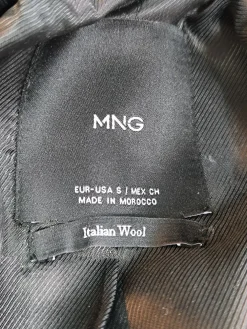 MNG
EUR-USA S / MEX CH
MADE IN MOROCCO
Italian Wool